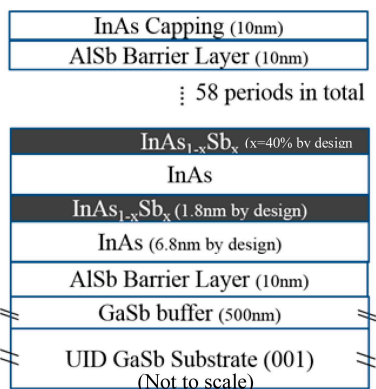 InAs Capping (10nm)
AlSb Barrier Layer (10nm)
58 periods in total
InAs₁₋ₓSbₓ (x=40% by design
InAs
InAs₁₋ₓSbₓ (1.8nm by design)
InAs (6.8nm by design)
AlSb Barrier Layer (10nm)
GaSb buffer (500nm)
UID GaSb Substrate (001)
(Not to scale)